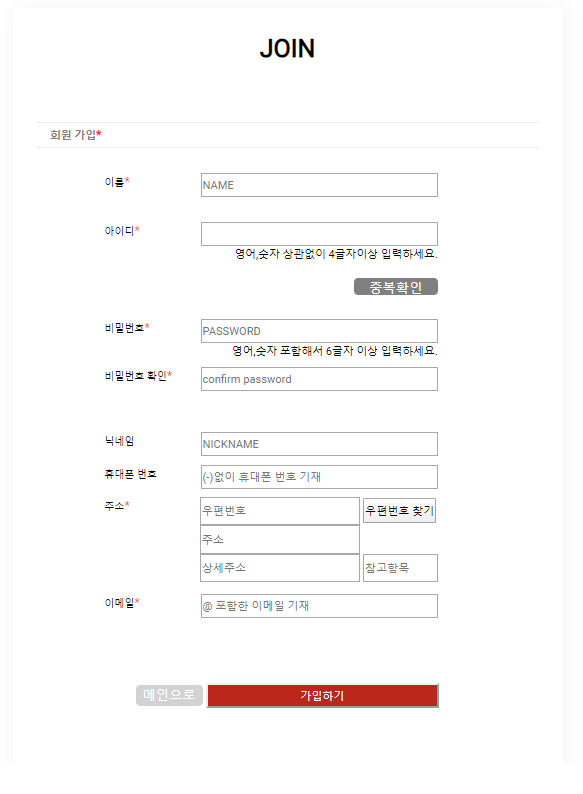 JOIN
회원 가입*
이름* NAME
아이디*
영어,숫자 상관없이 4글자이상 입력하세요.
중복확인
비밀번호* PASSWORD
영어,숫자 포함해서 6글자 이상 입력하세요.
비밀번호 확인* confirm password
닉네임 NICKNAME
휴대폰 번호 (-)없이 휴대폰 번호 기재
주소* 우편번호 우편번호 찾기
주소
상세주소 참고항목
이메일* @ 포함한 이메일 기재
메인으로 가입하기